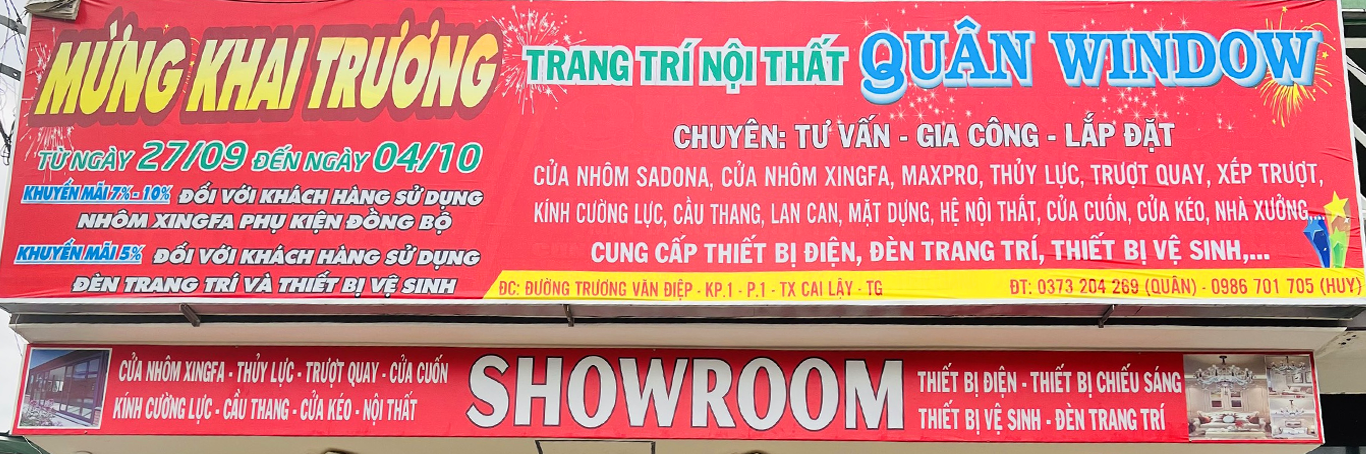 MỪNG KHAI TRƯƠNG
TỪ NGÀY 27/09 ĐẾN NGÀY 04/10
KHUYẾN MÃI 7% - 10% ĐỐI VỚI KHÁCH HÀNG SỬ DỤNG
NHÔM XINGFA PHỤ KIỆN ĐỒNG BỘ
KHUYẾN MÃI 5% ĐỐI VỚI KHÁCH HÀNG SỬ DỤNG
ĐÈN TRANG TRÍ VÀ THIẾT BỊ VỆ SINH
TRANG TRÍ NỘI THẤT QUÂN WINDOW
CHUYÊN: TƯ VẤN - GIA CÔNG - LẮP ĐẶT
CỬA NHÔM SADONA, CỬA NHÔM XINGFA, MAXPRO, THỦY LỰC, TRƯỢT QUAY, XẾP TRƯỢT,
KÍNH CƯỜNG LỰC, CẦU THANG, LAN CAN, MẶT DỰNG, HỆ NỘI THẤT, CỬA CUỐN, CỬA KÉO, NHÀ XƯỞNG,...
CUNG CẤP THIẾT BỊ ĐIỆN, ĐÈN TRANG TRÍ, THIẾT BỊ VỆ SINH,...
ĐC: ĐƯỜNG TRƯƠNG VĂN ĐIỆP - KP.1 - P.1 - TX CAI LẬY - TG ĐT: 0373 204 269 (QUÂN) - 0986 701 705 (HUY)
CỬA NHÔM XINGFA - THỦY LỰC - TRƯỢT QUAY - CỬA CUỐN
KÍNH CƯỜNG LỰC - CẦU THANG - CỬA KÉO - NỘI THẤT
SHOWROOM
THIẾT BỊ ĐIỆN - THIẾT BỊ CHIẾU SÁNG
THIẾT BỊ VỆ SINH - ĐÈN TRANG TRÍ